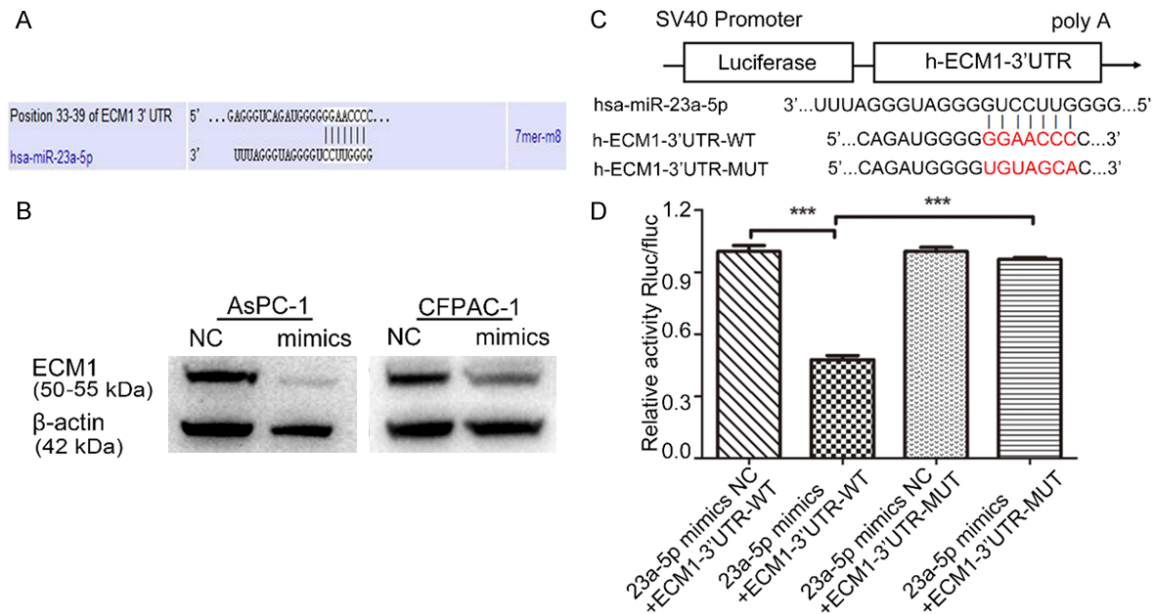 A
Position 33-39 of ECM1 3' UTR
5' ...GAGGGUCAGAUGGGGGGAACCCC...
hsa-miR-23a-5p
3' UUUAGGGUAGGGGUCCUUGGGG
7mer-m8
B
AsPC-1
CFPAC-1
NC
mimics
NC
mimics
ECM1
(50-55 kDa)
β-actin
(42 kDa)
C
SV40 Promoter
poly A
Luciferase
h-ECM1-3'UTR
hsa-miR-23a-5p 3'...UUUAGGGUAGGGGUCCUUGGGG...5'
h-ECM1-3'UTR-WT 5'...CAGAUGGGGGGAACCCC...3'
h-ECM1-3'UTR-MUT 5'...CAGAUGGGGUGUAGCAC...3'
D
Relative activity Rluc/fluc
1.2
0.9
0.6
0.3
0.0
***
***
23a-5p mimics NC
+ECM1-3'UTR-WT
23a-5p mimics
+ECM1-3'UTR-WT
23a-5p mimics NC
+ECM1-3'UTR-MUT
23a-5p mimics
+ECM1-3'UTR-MUT